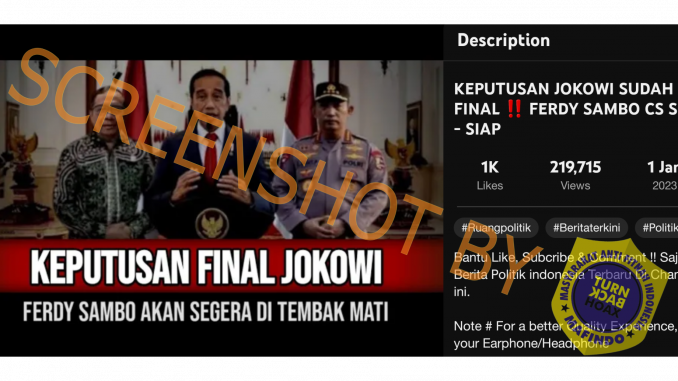 SCREENSHOT BY
KEPUTUSAN FINAL JOKOWI
FERDY SAMBO AKAN SEGERA DI TEMBAK MATI
Description
KEPUTUSAN JOKOWI SUDAH
FINAL ‼️ FERDY SAMBO CS S
- SIAP
1K
219,715
1 Jan
Likes
Views
2023
#Ruangpolitik
#Beritaterkini
#Politik
Bantu Like, Subcribe & Comment !! Saj
Berita Politik indonesia Terbaru Di Chan
ini.
Note # For a better Quality Experience,
your Earphone/Headphone
TURN
BACK
HOAX